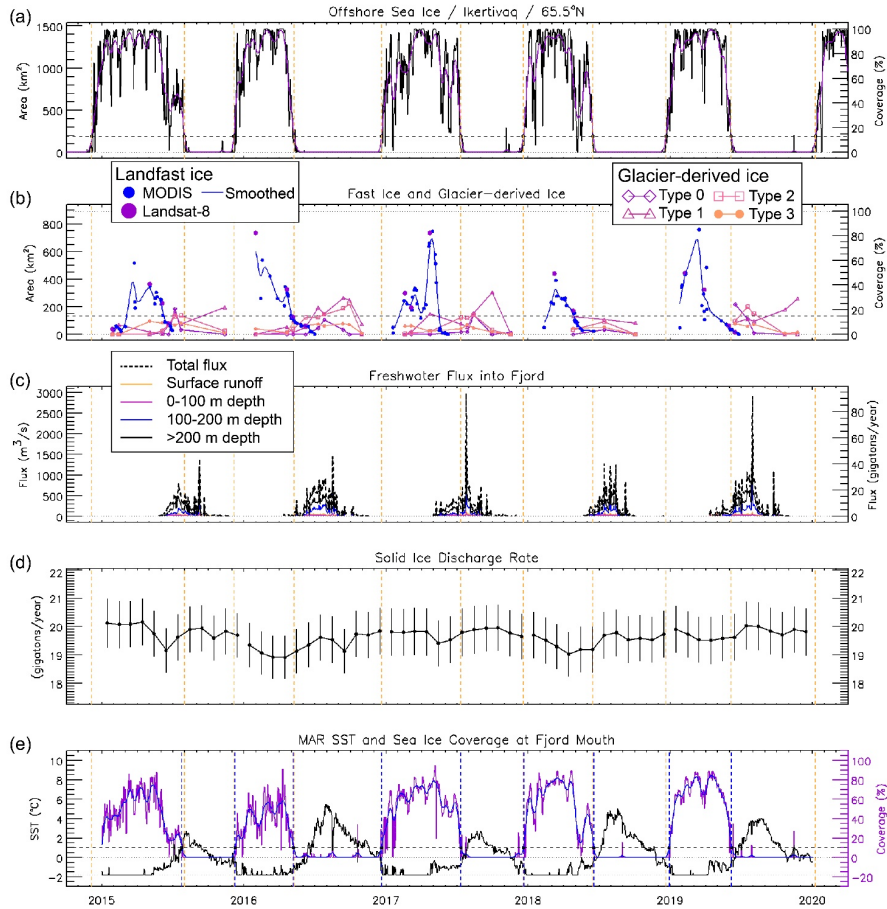 (a)
Offshore Sea Ice / Ikertivaq / 65.5°N
1500
1000
500
0
Area (km²)
100
80
60
40
20
0
Coverage (%)
Landfast ice
MODIS
Smoothed
Landsat-8
Glacier-derived ice
Type 0
Type 2
Type 1
Type 3
(b)
Fast Ice and Glacier-derived Ice
800
600
400
200
0
Area (km²)
100
80
60
40
20
0
Coverage (%)
Total flux
Surface runoff
0-100 m depth
100-200 m depth
>200 m depth
(c)
Freshwater Flux into Fjord
3000
2500
2000
1500
1000
500
0
Flux (m³/s)
80
60
40
20
0
Flux (gigatons/year)
(d)
Solid Ice Discharge Rate
22
21
20
19
18
(gigatons/year)
22
21
20
19
18
(e)
MAR SST and Sea Ice Coverage at Fjord Mouth
10
8
6
4
2
0
−2
SST (°C)
100
80
60
40
20
0
−20
Coverage (%)
2015
2016
2017
2018
2019
2020